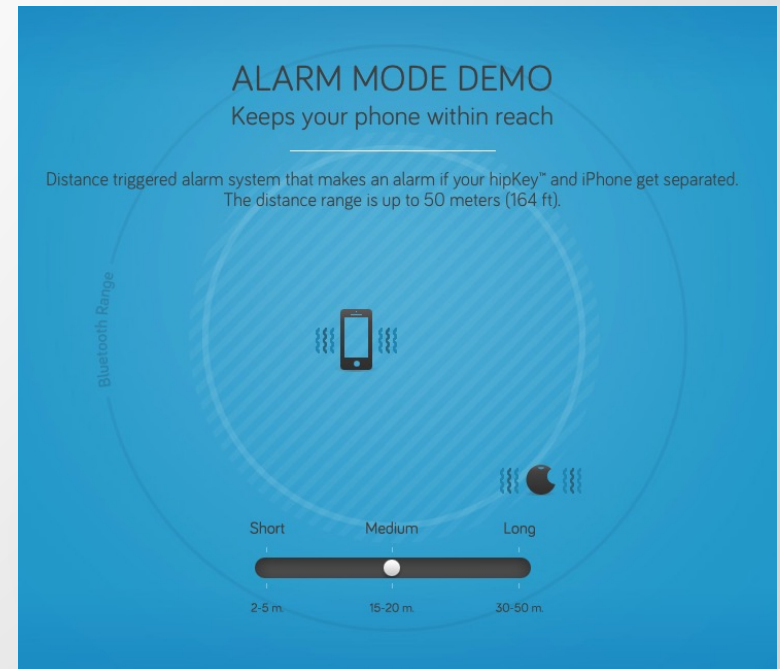 ALARM MODE DEMO
Keeps your phone within reach
Distance triggered alarm system that makes an alarm if your hipKey™ and iPhone get separated.
The distance range is up to 50 meters (164 ft).
Bluetooth Range
Short Medium Long
2-5 m. 15-20 m. 30-50 m.